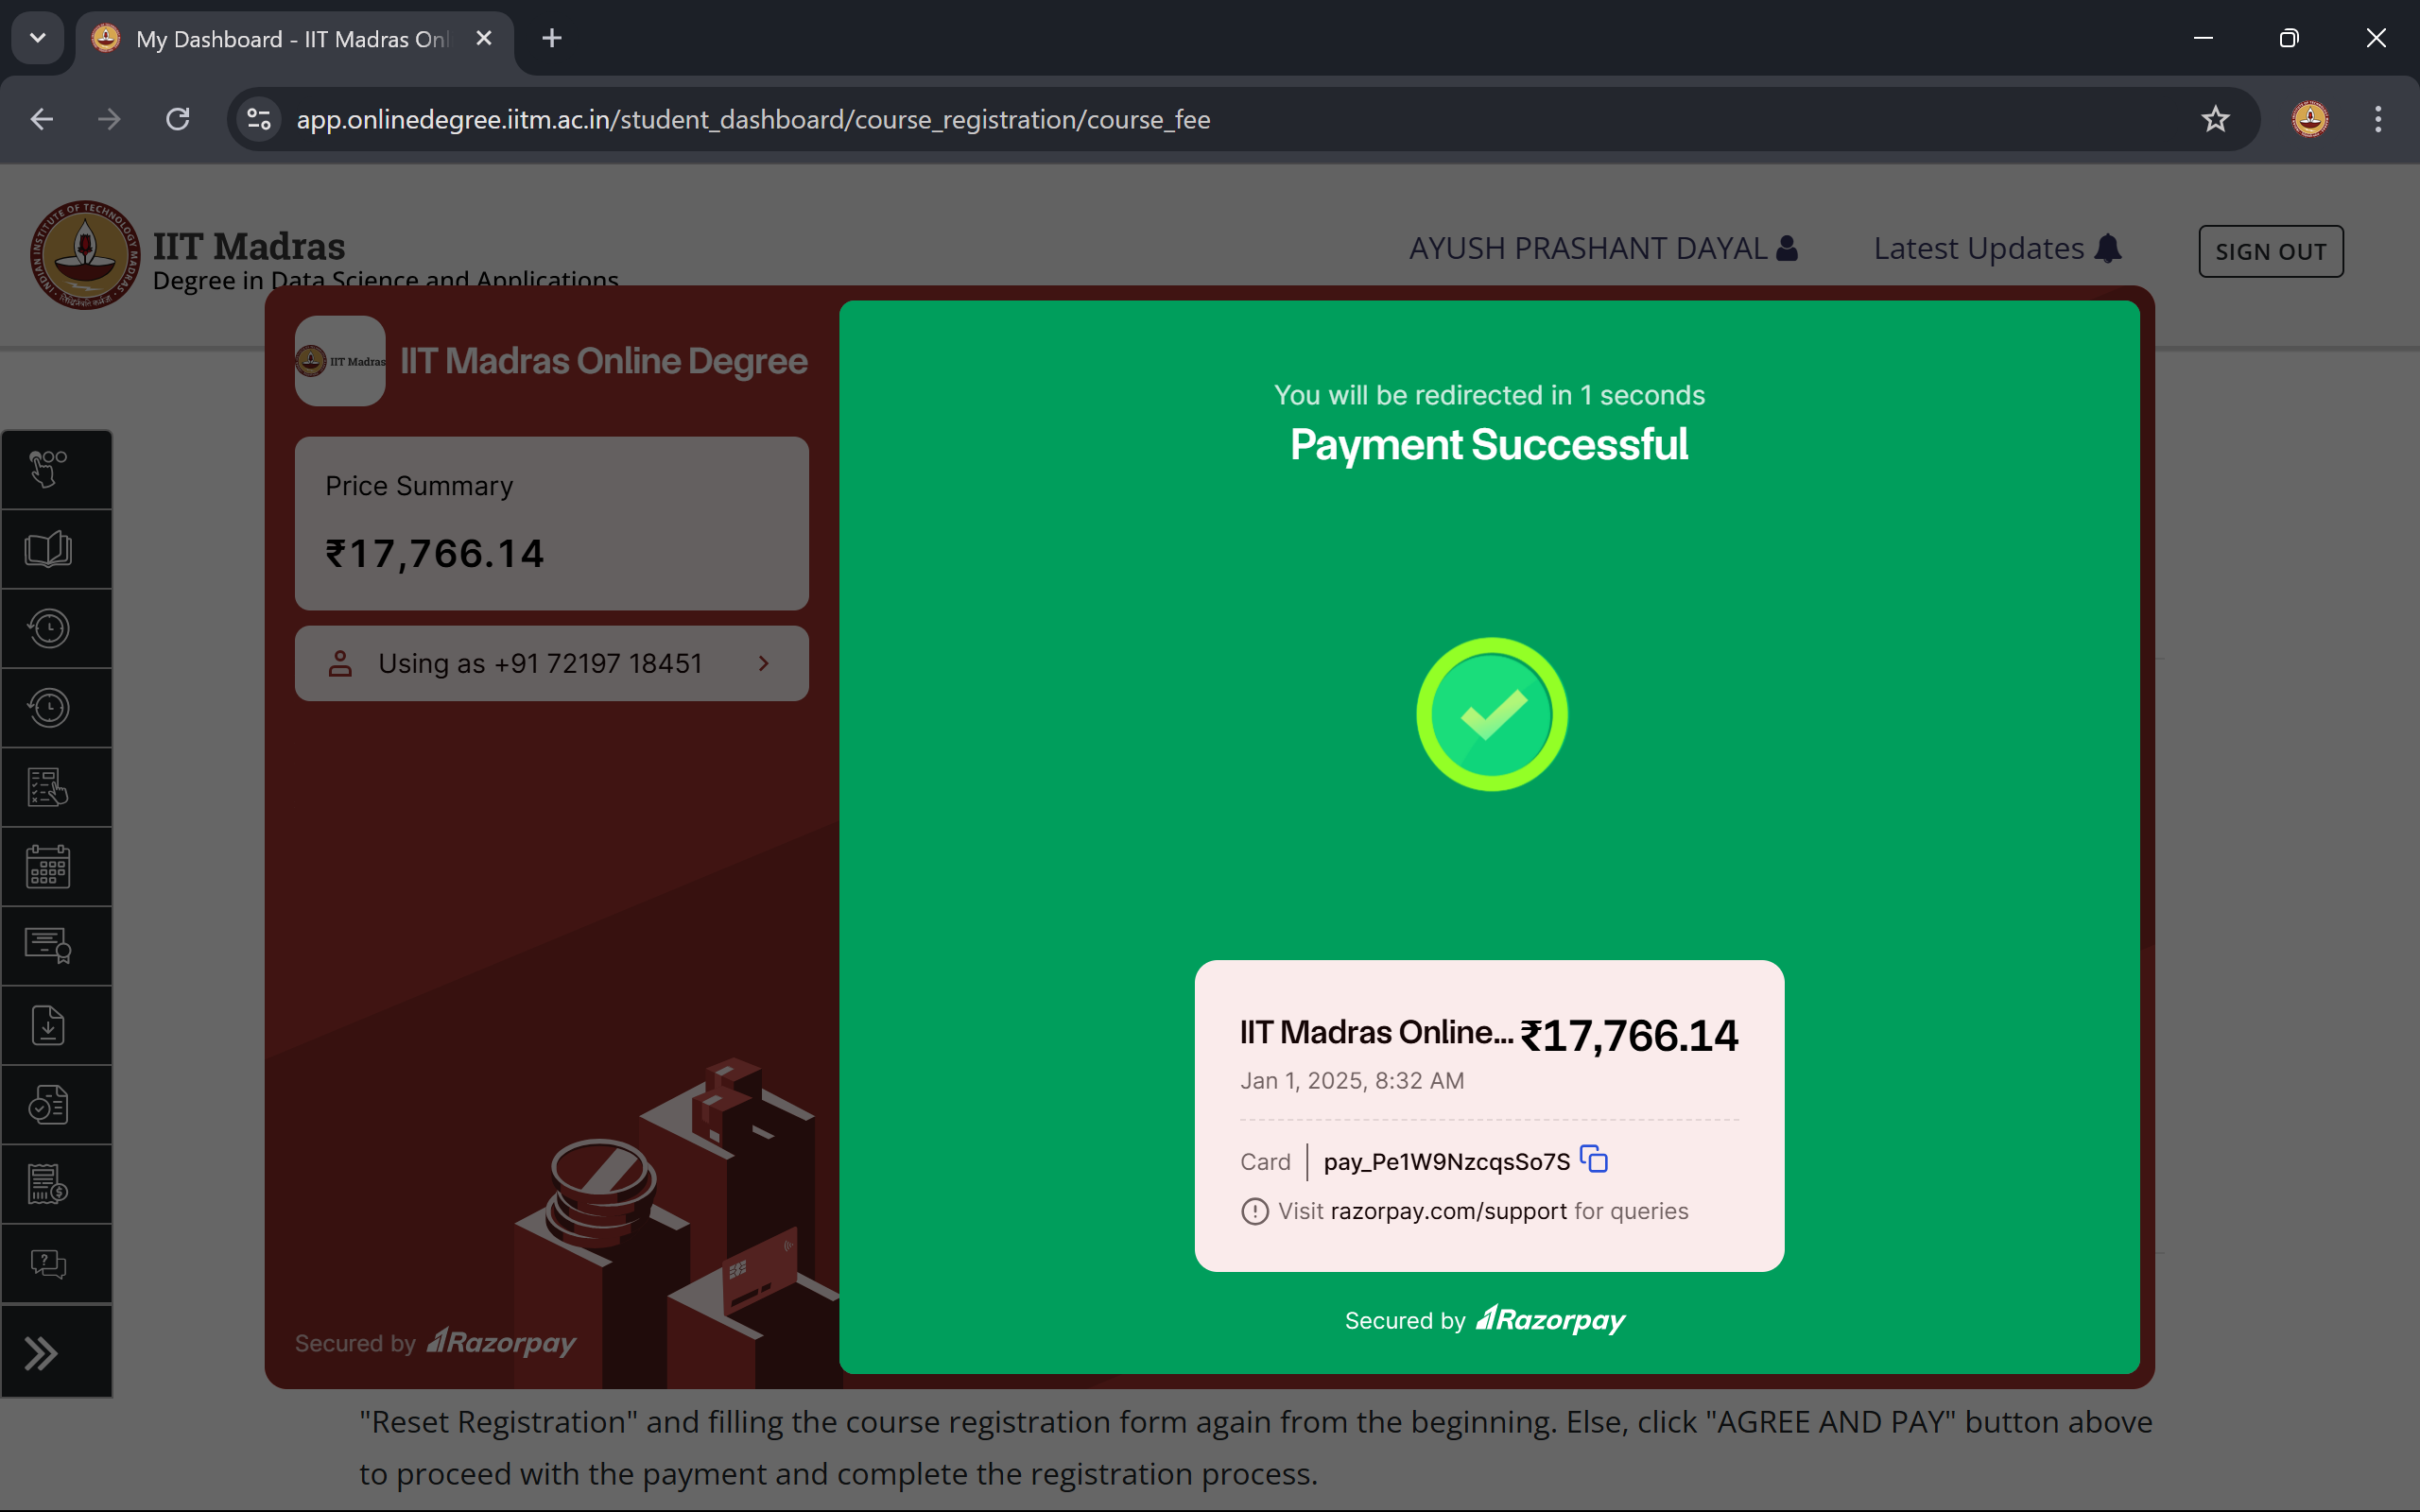 My Dashboard - IIT Madras Onl
app.onlinedegree.iitm.ac.in/student_dashboard/course_registration/course_fee
INDIAN INSTITUTE OF TECHNOLOGY MADRAS
IIT Madras
Degree in Data Science and Applications
AYUSH PRASHANT DAYAL
Latest Updates
SIGN OUT
IIT Madras
IIT Madras Online Degree
Price Summary
₹17,766.14
Using as +91 72197 18451
Secured by Razorpay
You will be redirected in 1 seconds
Payment Successful
IIT Madras Online... ₹17,766.14
Jan 1, 2025, 8:32 AM
Card | pay_Pe1W9NzcqsSo7S
Visit razorpay.com/support for queries
Secured by Razorpay
"Reset Registration" and filling the course registration form again from the beginning. Else, click "AGREE AND PAY" button above
to proceed with the payment and complete the registration process.